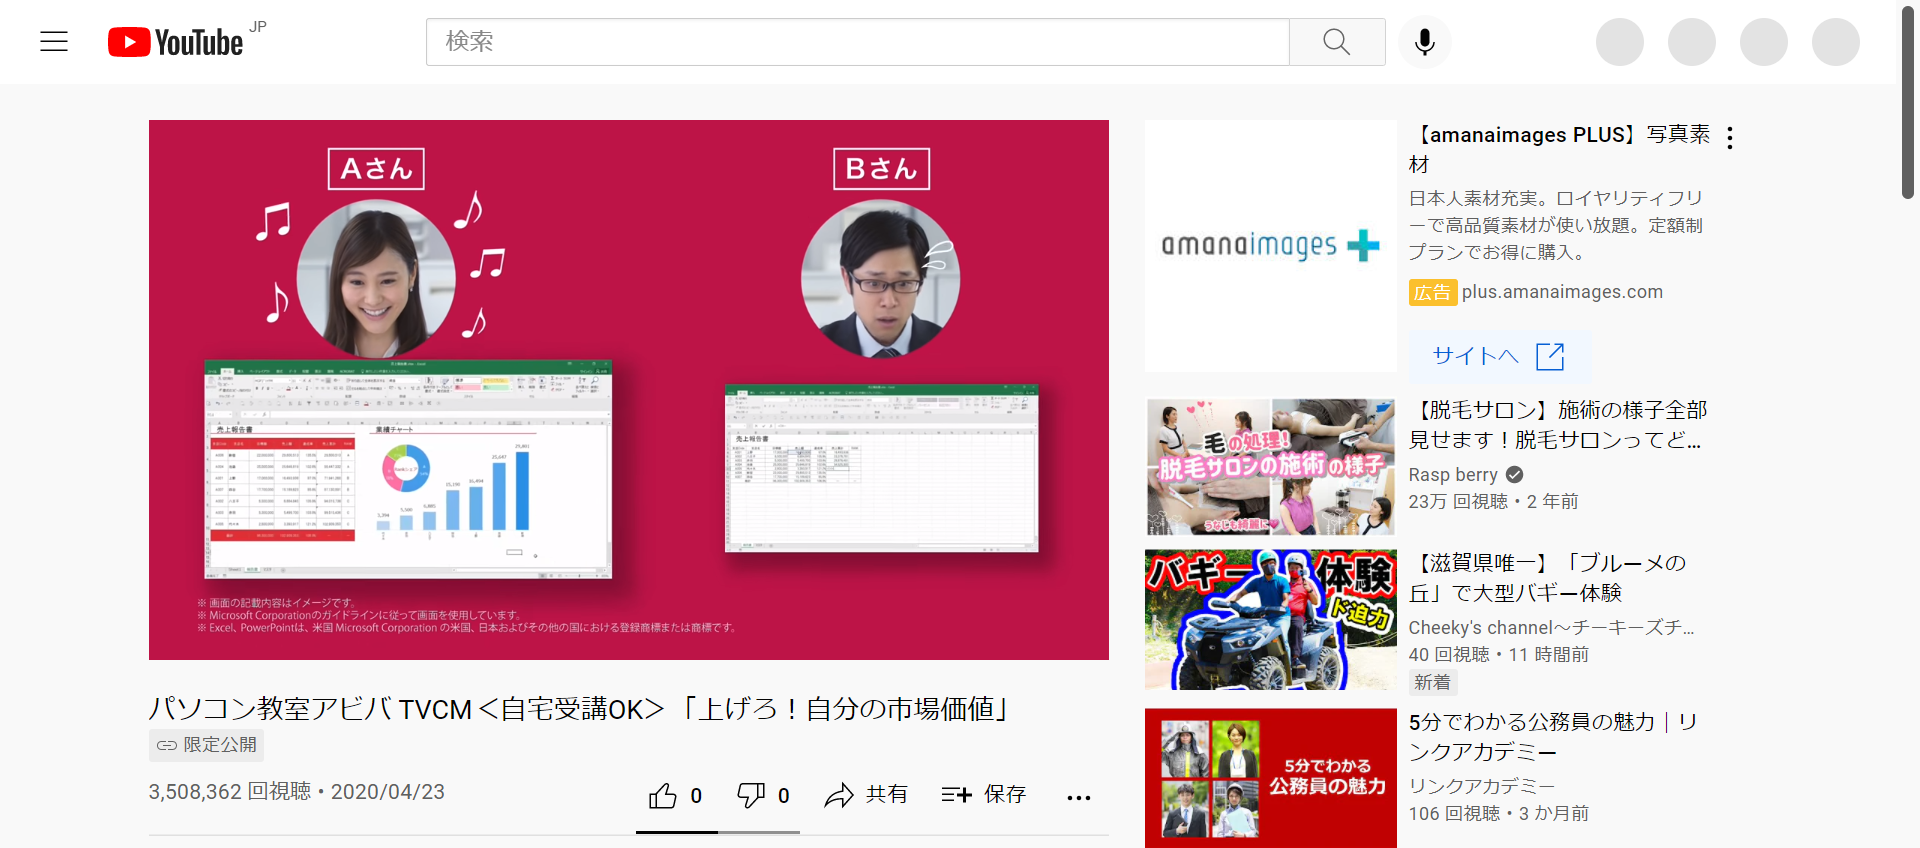 YouTube JP
検索
Aさん
Bさん
売上報告書
業績チャート
売上報告書
※ 画面の記載内容はイメージです。
※ Microsoft Corporationのガイドラインに従って画面を使用しています。
※ Excel、PowerPointは、米国 Microsoft Corporation の米国、日本およびその他の国における登録商標または商標です。
パソコン教室アビバ TVCM＜自宅受講OK＞「上げろ！自分の市場価値」
限定公開
3,508,362 回視聴・2020/04/23
0
0
共有
保存
amanaimages
【amanaimages PLUS】写真素
材
日本人素材充実。ロイヤリティフリ
ーで高品質素材が使い放題。定額制
プランでお得に購入。
広告 plus.amanaimages.com
サイトへ
毛の処理!
脱毛サロンの施術の様子
うなじも綺麗に
【脱毛サロン】施術の様子全部
見せます！脱毛サロンってど...
Rasp berry
23万 回視聴・2 年前
バギー体験
ド迫力
【滋賀県唯一】「ブルーメの
丘」で大型バギー体験
Cheeky's channel～チーキーズチ...
40 回視聴・11 時間前
新着
5分でわかる
公務員の魅力
5分でわかる公務員の魅力｜リ
ンクアカデミー
リンクアカデミー
106 回視聴・3 か月前